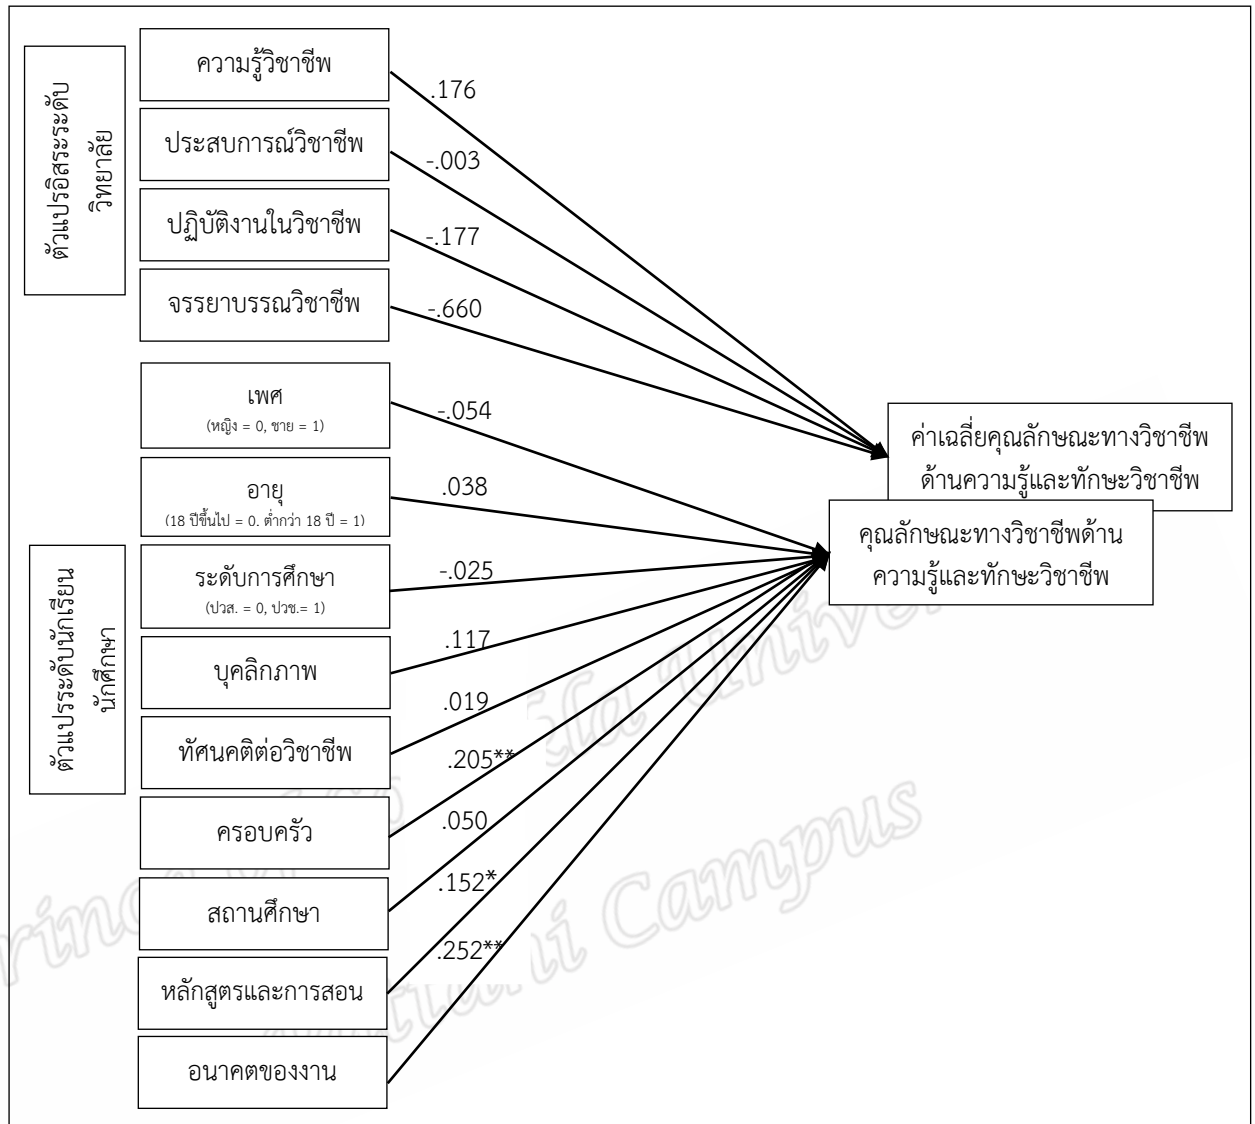 ตัวแปรอิสระระดับ
วิทยาลัย
ความรู้วิชาชีพ
.176
ประสบการณ์วิชาชีพ
-.003
ปฏิบัติงานในวิชาชีพ
-.177
จรรยาบรรณวิชาชีพ
-.660
เพศ
(หญิง = 0, ชาย = 1)
-.054
ค่าเฉลี่ยคุณลักษณะทางวิชาชีพ
ด้านความรู้และทักษะวิชาชีพ
อายุ
(18 ปีขึ้นไป = 0. ต่ำกว่า 18 ปี = 1)
.038
คุณลักษณะทางวิชาชีพด้าน
ความรู้และทักษะวิชาชีพ
ตัวแปรระดับนักเรียน
นักศึกษา
ระดับการศึกษา
(ปวส. = 0, ปวช.= 1)
-.025
บุคลิกภาพ
.117
ทัศนคติต่อวิชาชีพ
.019
ครอบครัว
.205**
สถานศึกษา
.050
หลักสูตรและการสอน
.152*
อนาคตของงาน
.252**
Campus